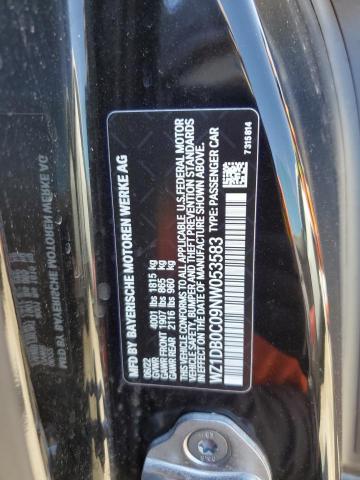 MFD BY BAYERISCHE MOTOREN WERKE AG
06/22
GVWR 4001 lbs 1815 kg
GAWR FRONT 1907 lbs 865 kg
GAWR REAR 2116 lbs 960 kg
THIS VEHICLE CONFORMS TO ALL APPLICABLE U.S.FEDERAL MOTOR
VEHICLE SAFETY, BUMPER AND THEFT PREVENTION STANDARDS
IN EFFECT ON THE DATE OF MANUFACTURE SHOWN ABOVE.
WZ1DB0C09NW053583 TYPE: PASSENGER CAR
7 315 614